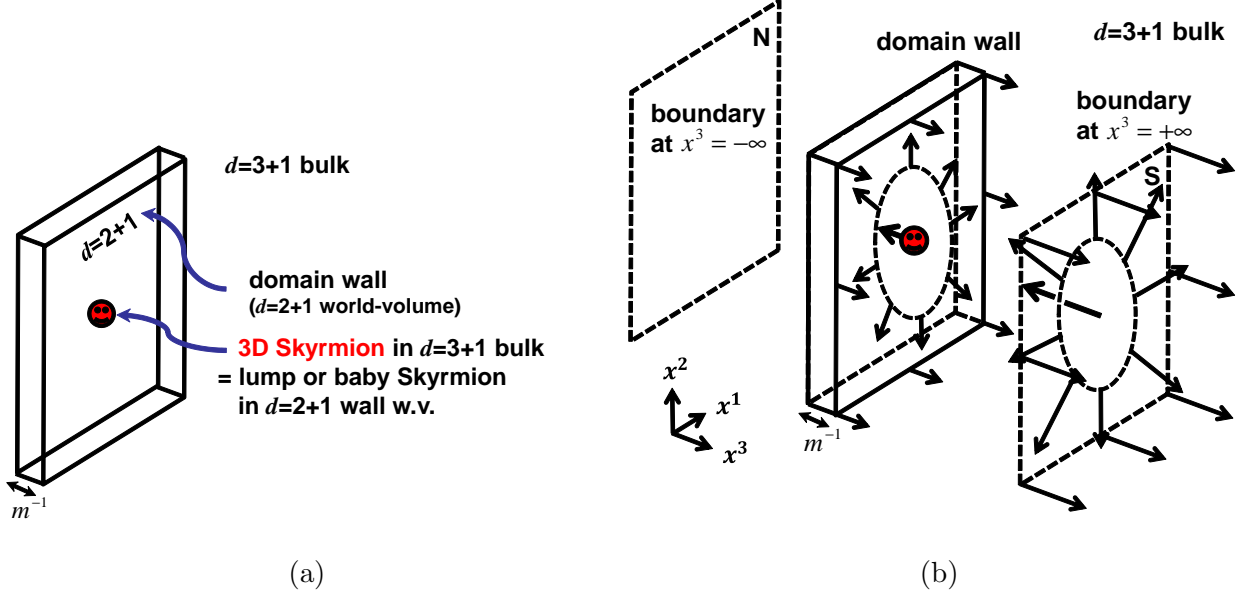 d=3+1 bulk
d=2+1
domain wall
(d=2+1 world-volume)
3D Skyrmion in d=3+1 bulk
= lump or baby Skyrmion
in d=2+1 wall w.v.
m⁻¹
(a)
N
domain wall
d=3+1 bulk
boundary
at x³ = −∞
boundary
at x³ = +∞
S
x²
x¹
x³
m⁻¹
(b)